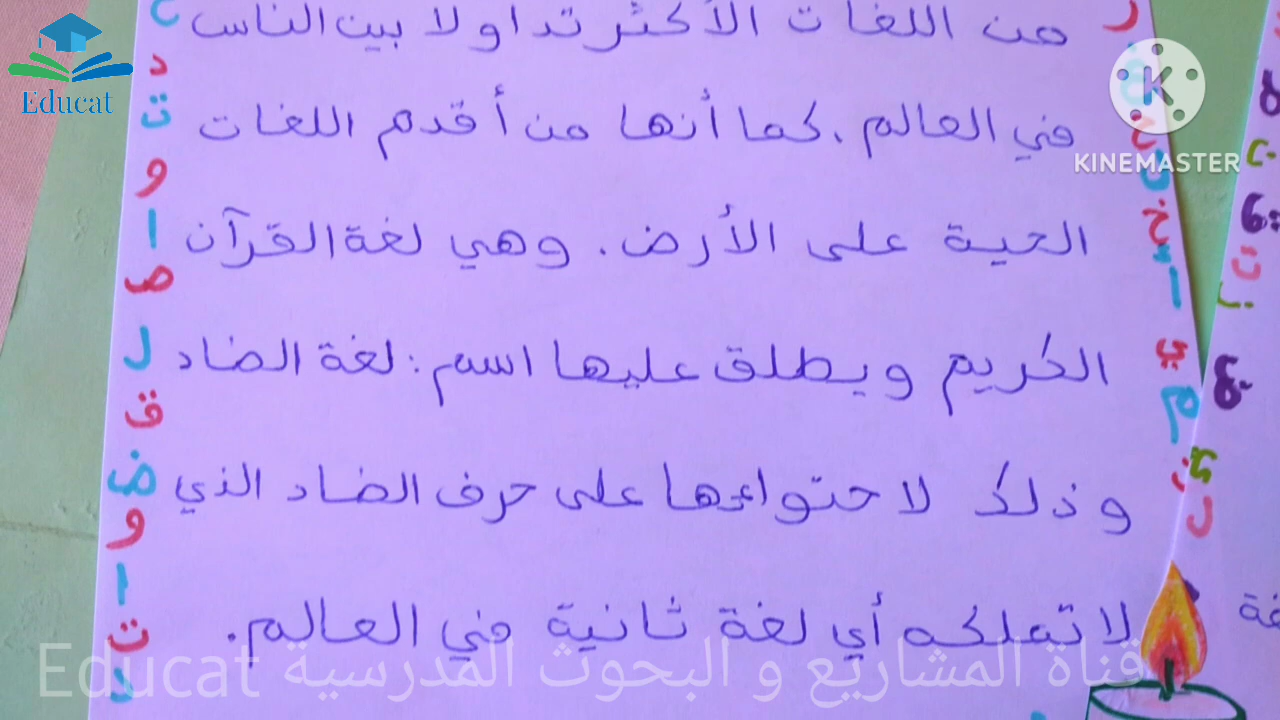 من اللغات الأكثر تداولا بين الناس
في العالم. كما أنها من أقدم اللغات
الحية على الأرض. وهي لغة القرآن
الكريم ويطلق عليها اسم: لغة الضاد
وذلك لاحتواءها على حرف الضاد الذي
لا تملكه أي لغة ثانية في العالم.
Educat
KINEMASTER
قناة المشاريع و البحوث المدرسية Educat